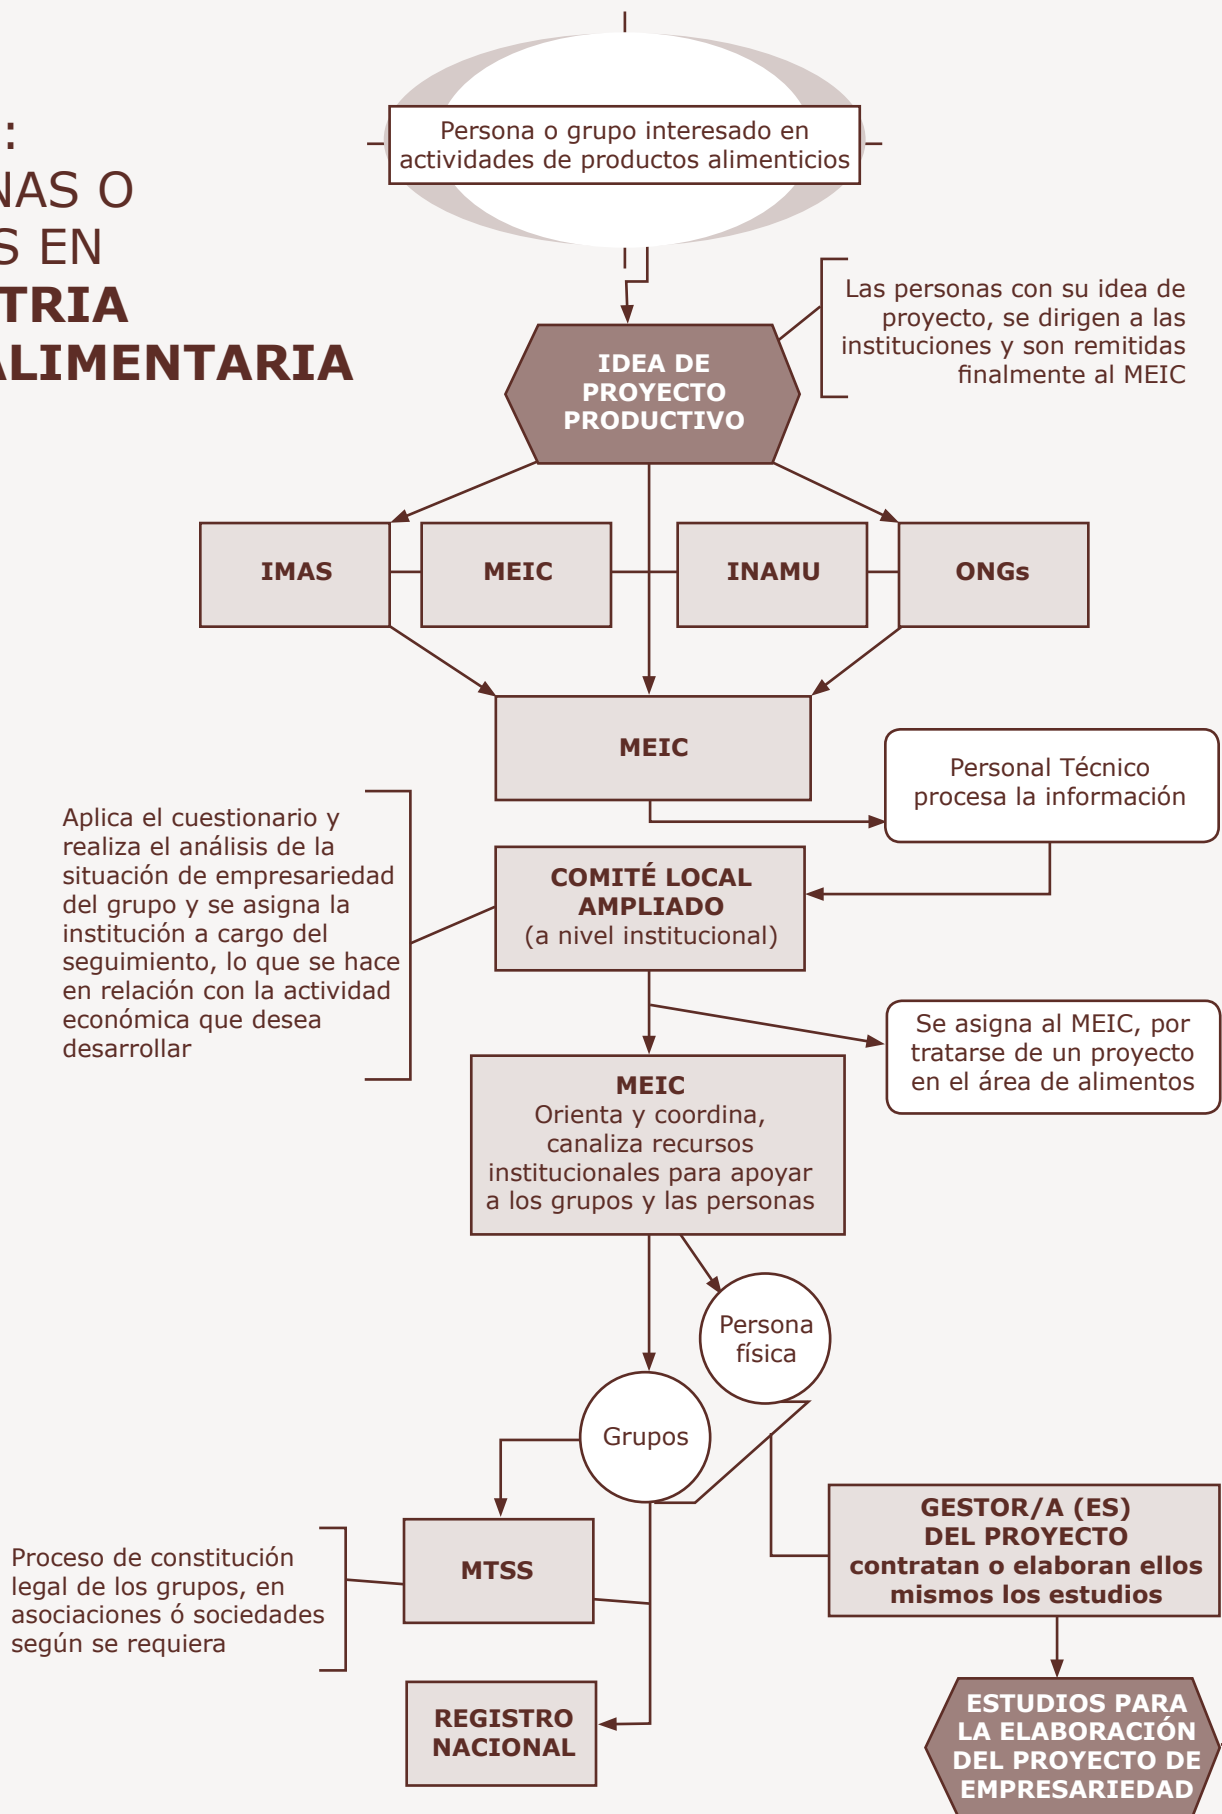 :
NAS O
S EN
TRIA
ALIMENTARIA
Persona o grupo interesado en
actividades de productos alimenticios
Las personas con su idea de
proyecto, se dirigen a las
instituciones y son remitidas
finalmente al MEIC
IDEA DE
PROYECTO
PRODUCTIVO
IMAS
MEIC
INAMU
ONGs
MEIC
Personal Técnico
procesa la información
Aplica el cuestionario y
realiza el análisis de la
situación de empresariedad
del grupo y se asigna la
institución a cargo del
seguimiento, lo que se hace
en relación con la actividad
económica que desea
desarrollar
COMITÉ LOCAL
AMPLIADO
(a nivel institucional)
Se asigna al MEIC, por
tratarse de un proyecto
en el área de alimentos
MEIC
Orienta y coordina,
canaliza recursos
institucionales para apoyar
a los grupos y las personas
Persona
física
Grupos
GESTOR/A (ES)
DEL PROYECTO
contratan o elaboran ellos
mismos los estudios
Proceso de constitución
legal de los grupos, en
asociaciones ó sociedades
según se requiera
MTSS
REGISTRO
NACIONAL
ESTUDIOS PARA
LA ELABORACIÓN
DEL PROYECTO DE
EMPRESARIEDAD